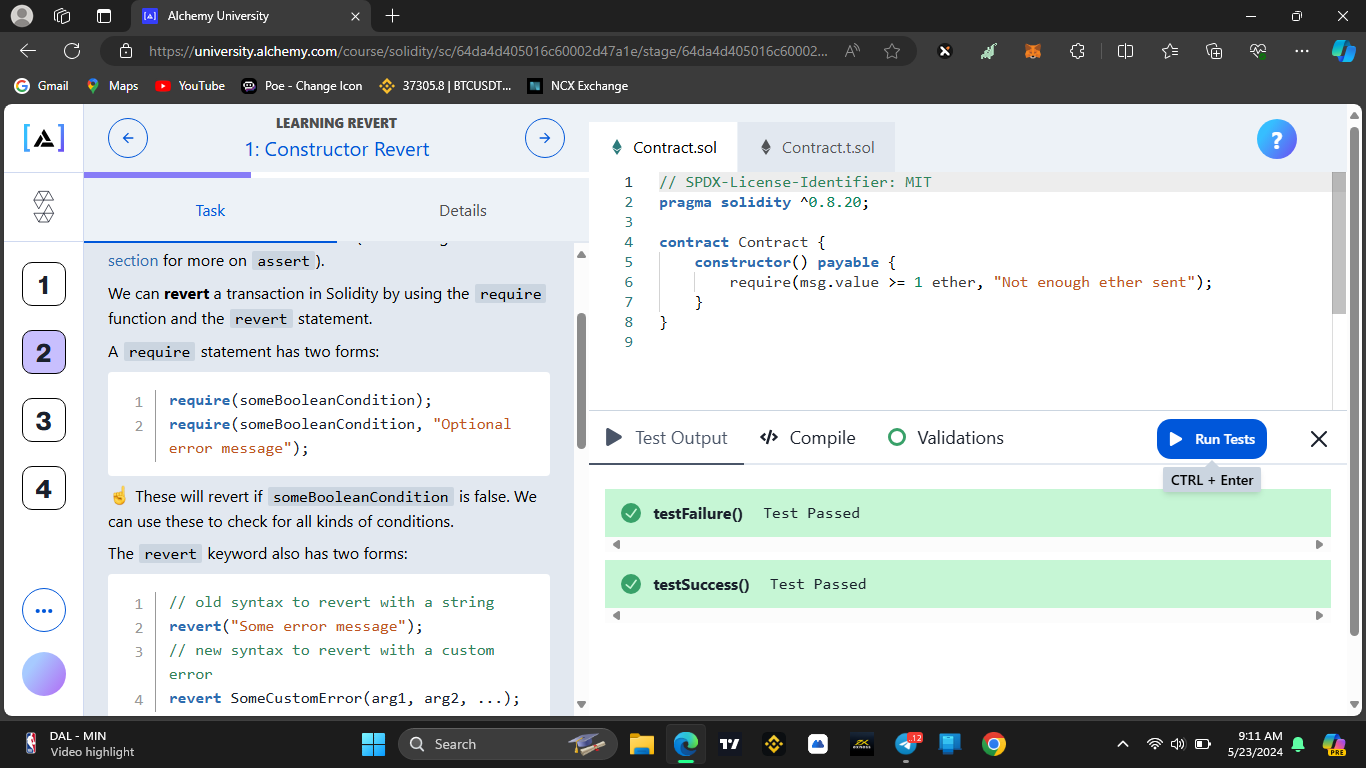 Alchemy University
https://university.alchemy.com/course/solidity/sc/64da4d405016c60002d47a1e/stage/64da4d405016c60002...
Gmail
Maps
YouTube
Poe - Change Icon
37305.8 | BTCUSDT...
NCX Exchange
LEARNING REVERT
1: Constructor Revert
Task
Details
section for more on assert ).
We can revert a transaction in Solidity by using the require
function and the revert statement.
A require statement has two forms:
1 require(someBooleanCondition);
2 require(someBooleanCondition, "Optional
error message");
☝️ These will revert if someBooleanCondition is false. We
can use these to check for all kinds of conditions.
The revert keyword also has two forms:
1 // old syntax to revert with a string
2 revert("Some error message");
3 // new syntax to revert with a custom
error
4 revert SomeCustomError(arg1, arg2, ...);
1
2
3
4
Contract.sol
Contract.t.sol
?
1 // SPDX-License-Identifier: MIT
2 pragma solidity ^0.8.20;
3
4 contract Contract {
5 constructor() payable {
6 require(msg.value >= 1 ether, "Not enough ether sent");
7 }
8 }
9
Test Output
Compile
Validations
Run Tests
CTRL + Enter
testFailure() Test Passed
testSuccess() Test Passed
DAL - MIN
Video highlight
Search
12
9:11 AM
5/23/2024
PRE